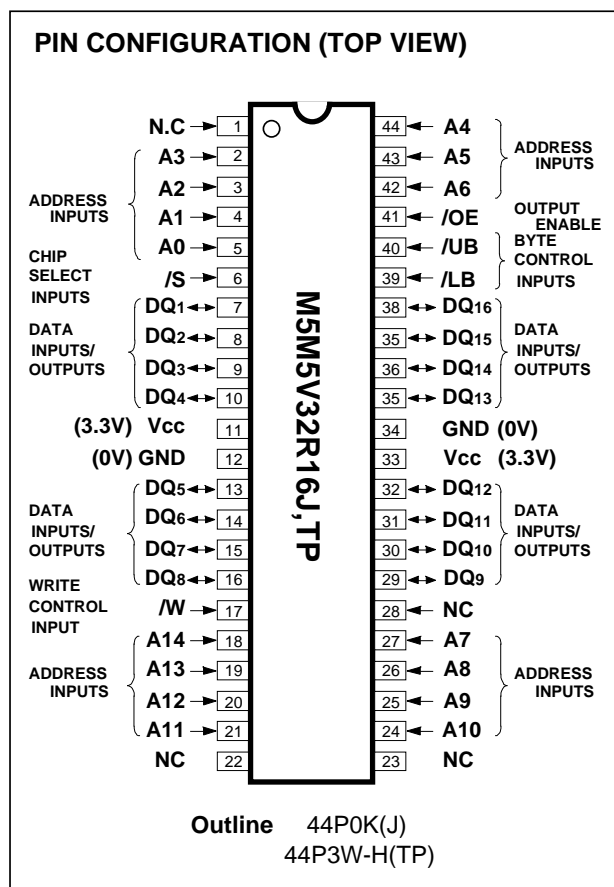 PIN CONFIGURATION (TOP VIEW)
N.C 1 44 A4
A3 2 43 A5
A2 3 42 A6
A1 4 41 /OE
A0 5 40 /UB
/S 6 39 /LB
DQ1 7 38 DQ16
DQ2 8 35 DQ15
DQ3 9 36 DQ14
DQ4 10 35 DQ13
(3.3V) Vcc 11 34 GND (0V)
(0V) GND 12 33 Vcc (3.3V)
DQ5 13 32 DQ12
DQ6 14 31 DQ11
DQ7 15 30 DQ10
DQ8 16 29 DQ9
/W 17 28 NC
A14 18 27 A7
A13 19 26 A8
A12 20 25 A9
A11 21 24 A10
NC 22 23 NC
ADDRESS
INPUTS
CHIP
SELECT
INPUTS
DATA
INPUTS/
OUTPUTS
DATA
INPUTS/
OUTPUTS
WRITE
CONTROL
INPUT
ADDRESS
INPUTS
M5M5V32R16J,TP
ADDRESS
INPUTS
OUTPUT
ENABLE
BYTE
CONTROL
INPUTS
DATA
INPUTS/
OUTPUTS
DATA
INPUTS/
OUTPUTS
ADDRESS
INPUTS
Outline 44P0K(J)
44P3W-H(TP)